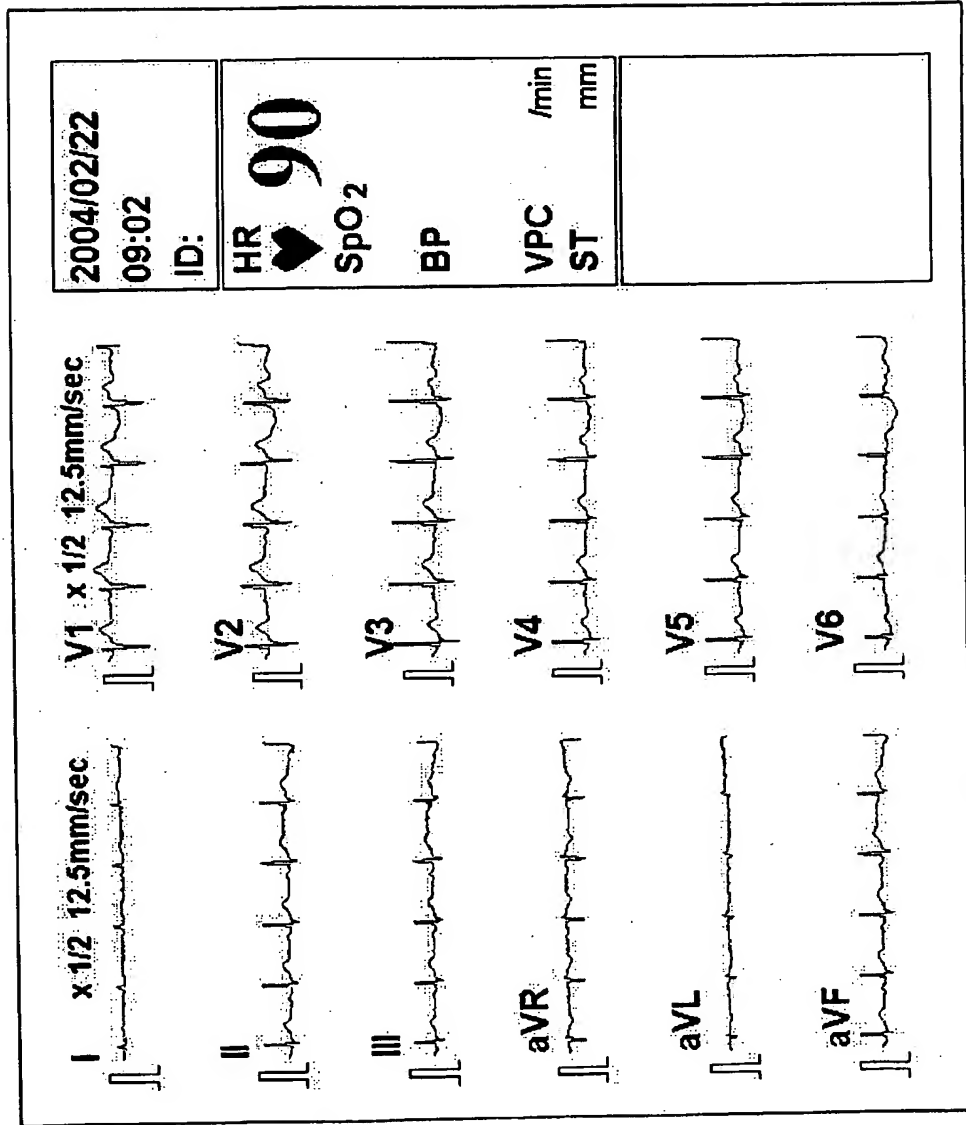 I x 1/2 12.5mm/sec
II
III
aVR
aVL
aVF
V1 x 1/2 12.5mm/sec
V2
V3
V4
V5
V6
2004/02/22
09:02
ID:
HR
90
SpO2
BP
VPC /min
ST mm